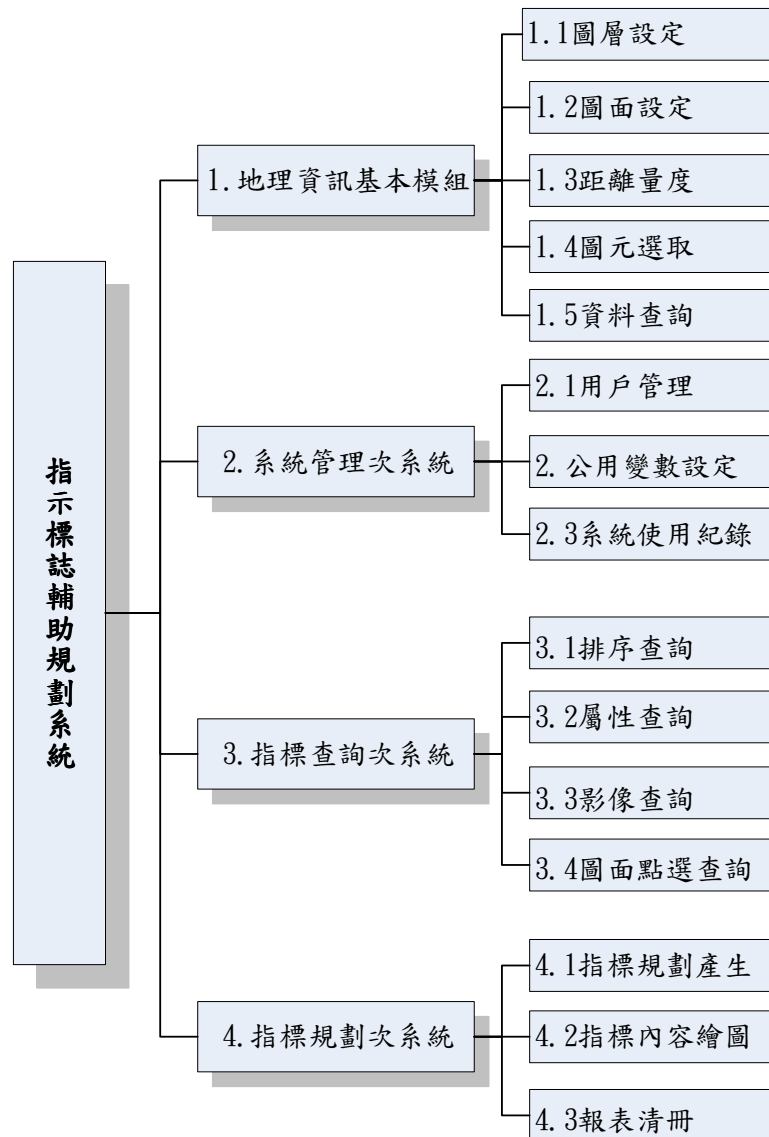 指示標誌輔助規劃系統
1.地理資訊基本模組
1.1圖層設定
1.2圖面設定
1.3距離量度
1.4圖元選取
1.5資料查詢
2.系統管理次系統
2.1用戶管理
2.公用變數設定
2.3系統使用紀錄
3.指標查詢次系統
3.1排序查詢
3.2屬性查詢
3.3影像查詢
3.4圖面點選查詢
4.指標規劃次系統
4.1指標規劃產生
4.2指標內容繪圖
4.3報表清冊